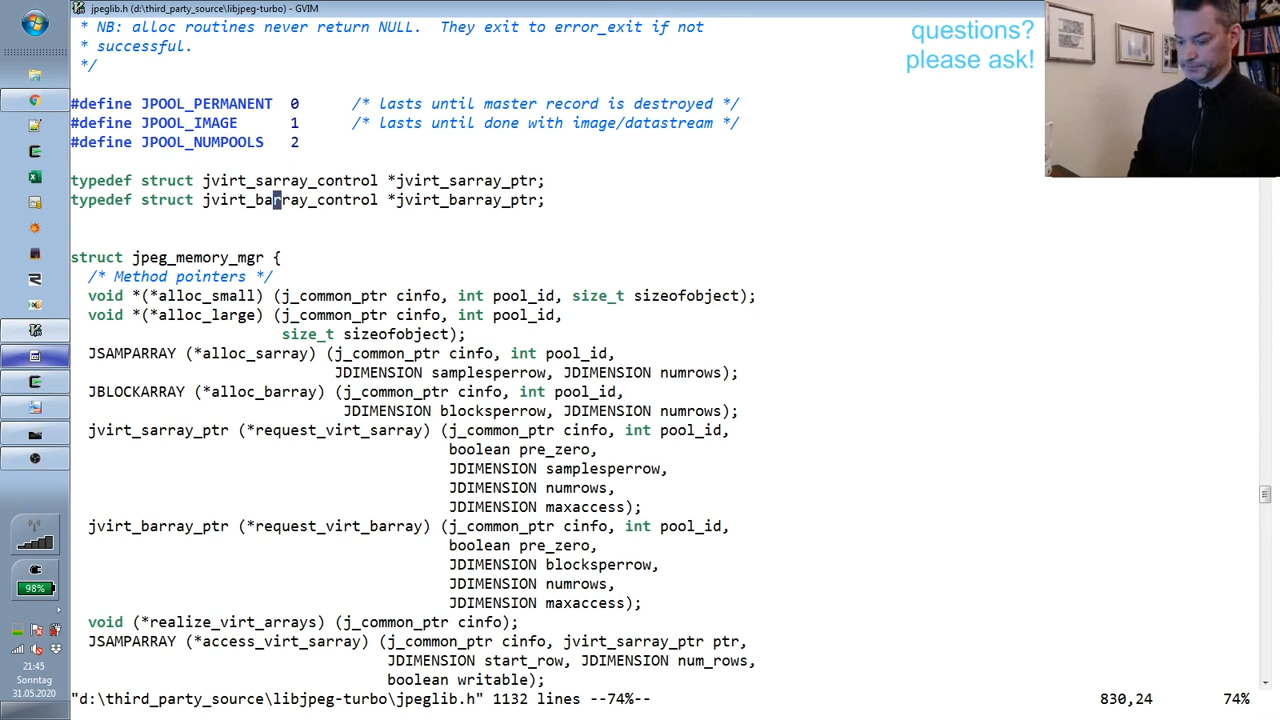 jpeglib.h (d:\third_party_source\libjpeg-turbo) - GVIM
* NB: alloc routines never return NULL.  They exit to error_exit if not
* successful.
*/
#define JPOOL_PERMANENT  0      /* lasts until master record is destroyed */
#define JPOOL_IMAGE      1      /* lasts until done with image/datastream */
#define JPOOL_NUMPOOLS   2
typedef struct jvirt_sarray_control *jvirt_sarray_ptr;
typedef struct jvirt_barray_control *jvirt_barray_ptr;
struct jpeg_memory_mgr {
/* Method pointers */
void *(*alloc_small) (j_common_ptr cinfo, int pool_id, size_t sizeofobject);
void *(*alloc_large) (j_common_ptr cinfo, int pool_id,
size_t sizeofobject);
JSAMPARRAY (*alloc_sarray) (j_common_ptr cinfo, int pool_id,
JDIMENSION samplesperrow, JDIMENSION numrows);
JBLOCKARRAY (*alloc_barray) (j_common_ptr cinfo, int pool_id,
JDIMENSION blocksperrow, JDIMENSION numrows);
jvirt_sarray_ptr (*request_virt_sarray) (j_common_ptr cinfo, int pool_id,
boolean pre_zero,
JDIMENSION samplesperrow,
JDIMENSION numrows,
JDIMENSION maxaccess);
jvirt_barray_ptr (*request_virt_barray) (j_common_ptr cinfo, int pool_id,
boolean pre_zero,
JDIMENSION blocksperrow,
JDIMENSION numrows,
JDIMENSION maxaccess);
void (*realize_virt_arrays) (j_common_ptr cinfo);
JSAMPARRAY (*access_virt_sarray) (j_common_ptr cinfo, jvirt_sarray_ptr ptr,
JDIMENSION start_row, JDIMENSION num_rows,
boolean writable);
"d:\third_party_source\libjpeg-turbo\jpeglib.h" 1132 lines --74%--
830,24
74%
questions?
please ask!
98%
21:45
Sonntag
31.05.2020